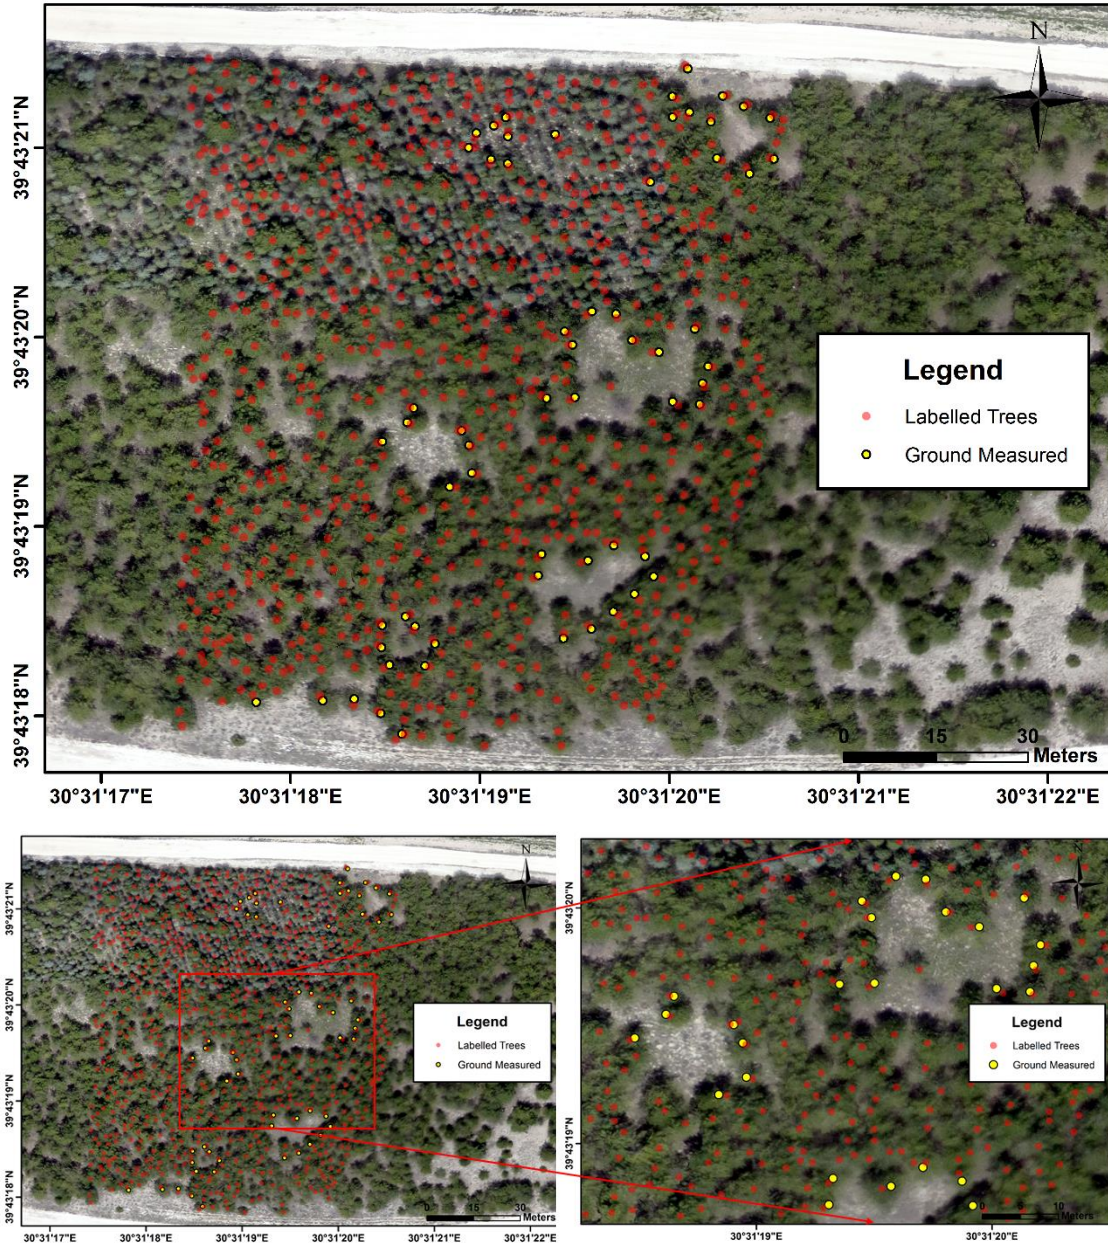 N
39°43'21"N
39°43'20"N
39°43'19"N
39°43'18"N
Legend
Labelled Trees
Ground Measured
0 15 30
Meters
30°31'17"E 30°31'18"E 30°31'19"E 30°31'20"E 30°31'21"E 30°31'22"E
N
39°43'21"N
39°43'20"N
39°43'19"N
39°43'18"N
Legend
Labelled Trees
Ground Measured
0 15 30
Meters
30°31'17"E 30°31'18"E 30°31'19"E 30°31'20"E 30°31'21"E 30°31'22"E
39°43'20"N
39°43'19"N
Legend
Labelled Trees
Ground Measured
0 10
Meters
30°31'19"E 30°31'20"E